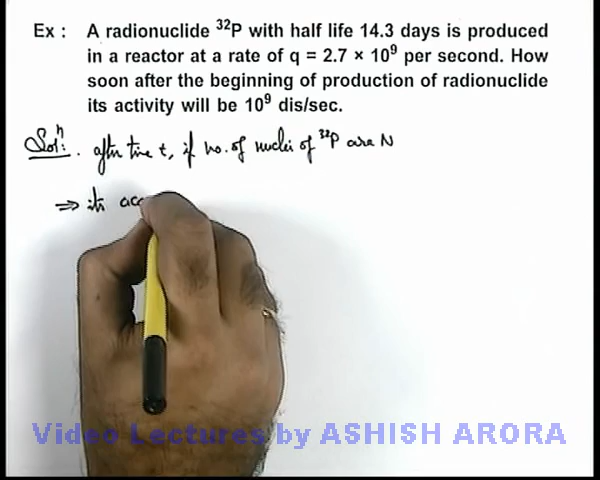 Ex : A radionuclide ³²P with half life 14.3 days is produced
in a reactor at a rate of q = 2.7 × 10⁹ per second. How
soon after the beginning of production of radionuclide
its activity will be 10⁹ dis/sec.
Solⁿ: . after time t, if no. of nuclei of ³²P are N
⇒ its ac
Video Lectures by ASHISH ARORA